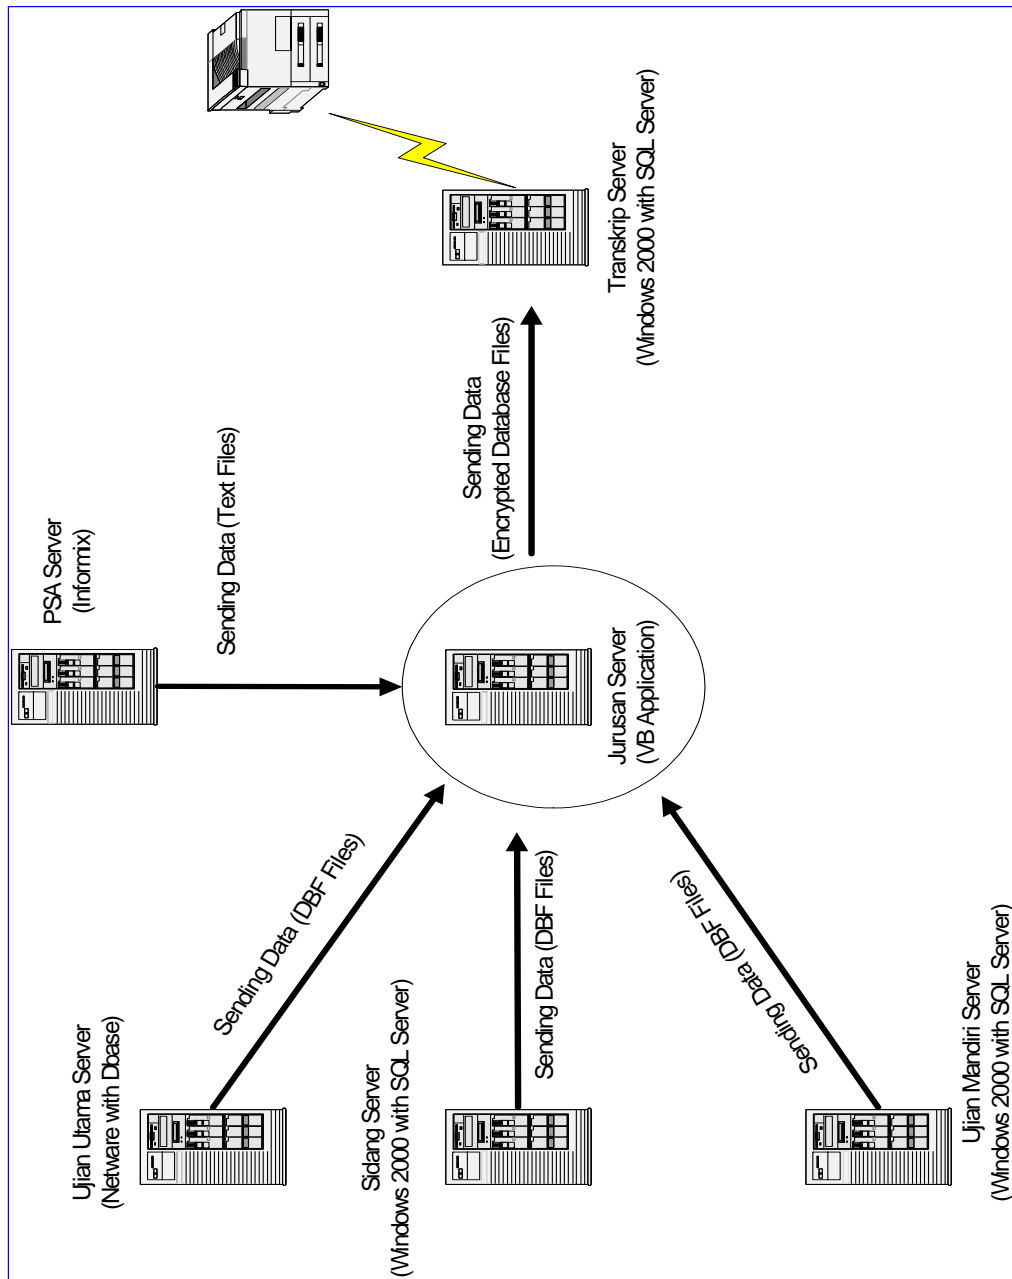 PSA Server
(Informix)
Sending Data (Text Files)
Ujian Utama Server
(Netware with Dbase)
Sending Data (DBF Files)
Sidang Server
(Windows 2000 with SQL Server)
Sending Data (DBF Files)
Ujian Mandiri Server
(Windows 2000 with SQL Server)
Sending Data (DBF Files)
Jurusan Server
(VB Application)
Sending Data
(Encrypted Database Files)
Transkrip Server
(Windows 2000 with SQL Server)